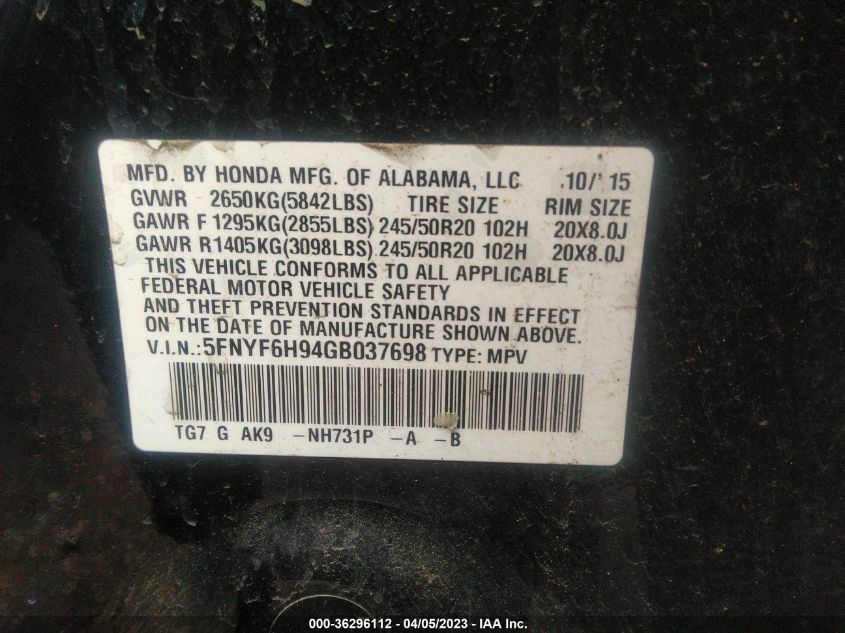 MFD. BY HONDA MFG. OF ALABAMA, LLC 10/'15
GVWR 2650KG(5842LBS) TIRE SIZE RIM SIZE
GAWR F 1295KG(2855LBS) 245/50R20 102H 20X8.0J
GAWR R 1405KG(3098LBS) 245/50R20 102H 20X8.0J
THIS VEHICLE CONFORMS TO ALL APPLICABLE
FEDERAL MOTOR VEHICLE SAFETY
AND THEFT PREVENTION STANDARDS IN EFFECT
ON THE DATE OF MANUFACTURE SHOWN ABOVE.
V.I.N.:5FNYF6H94GB037698 TYPE: MPV
TG7 G AK9 -NH731P -A -B
000-36296112 - 04/05/2023 - IAA Inc.